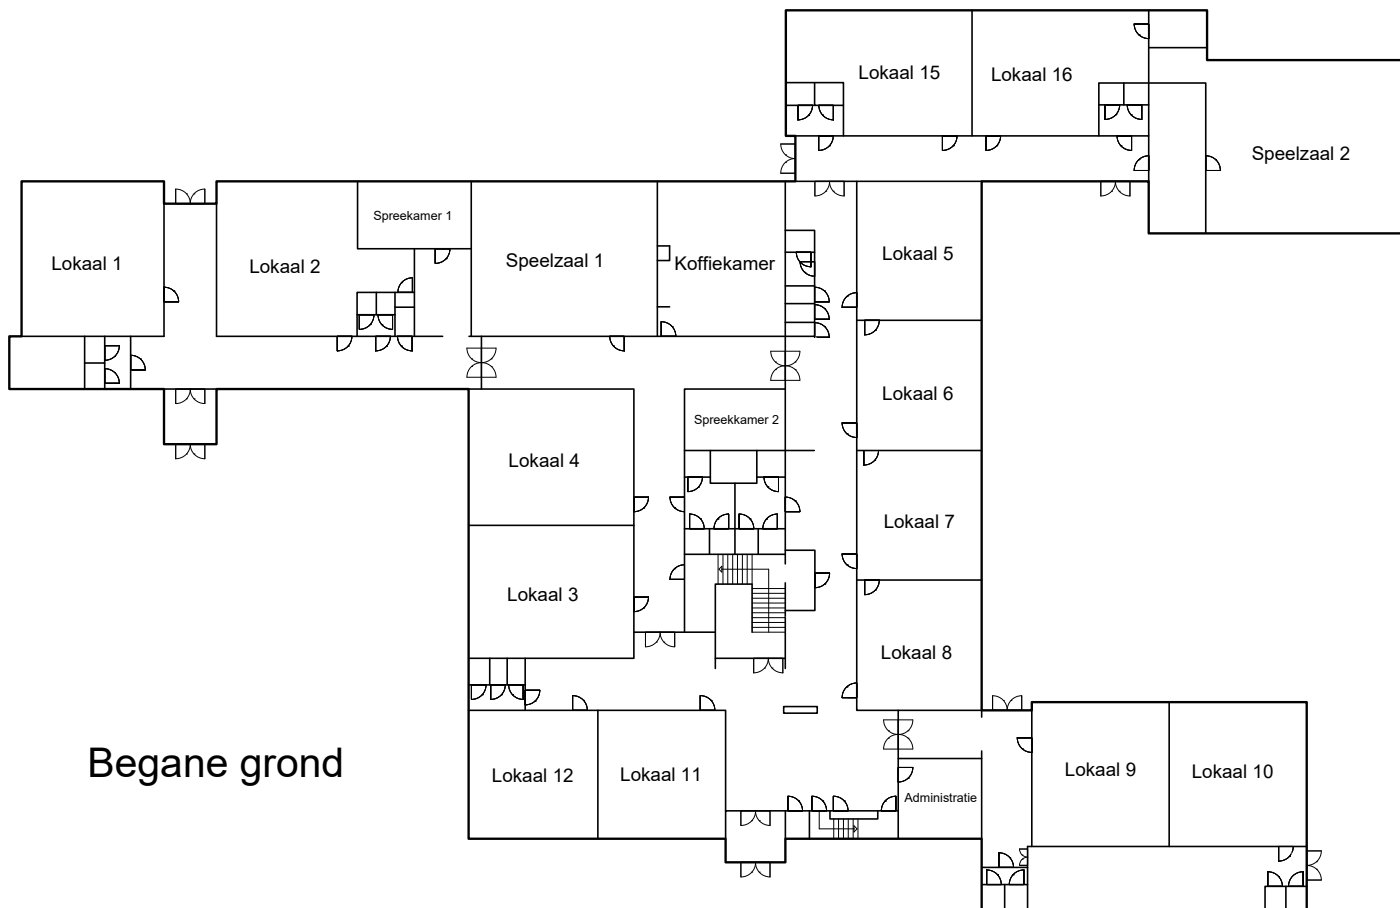 Lokaal 15
Lokaal 16
Speelzaal 2
Spreekamer 1
Lokaal 1
Lokaal 2
Speelzaal 1
Koffiekamer
Lokaal 5
Lokaal 6
Spreekkamer 2
Lokaal 4
Lokaal 7
Lokaal 3
Lokaal 8
Begane grond
Lokaal 12
Lokaal 11
Administratie
Lokaal 9
Lokaal 10